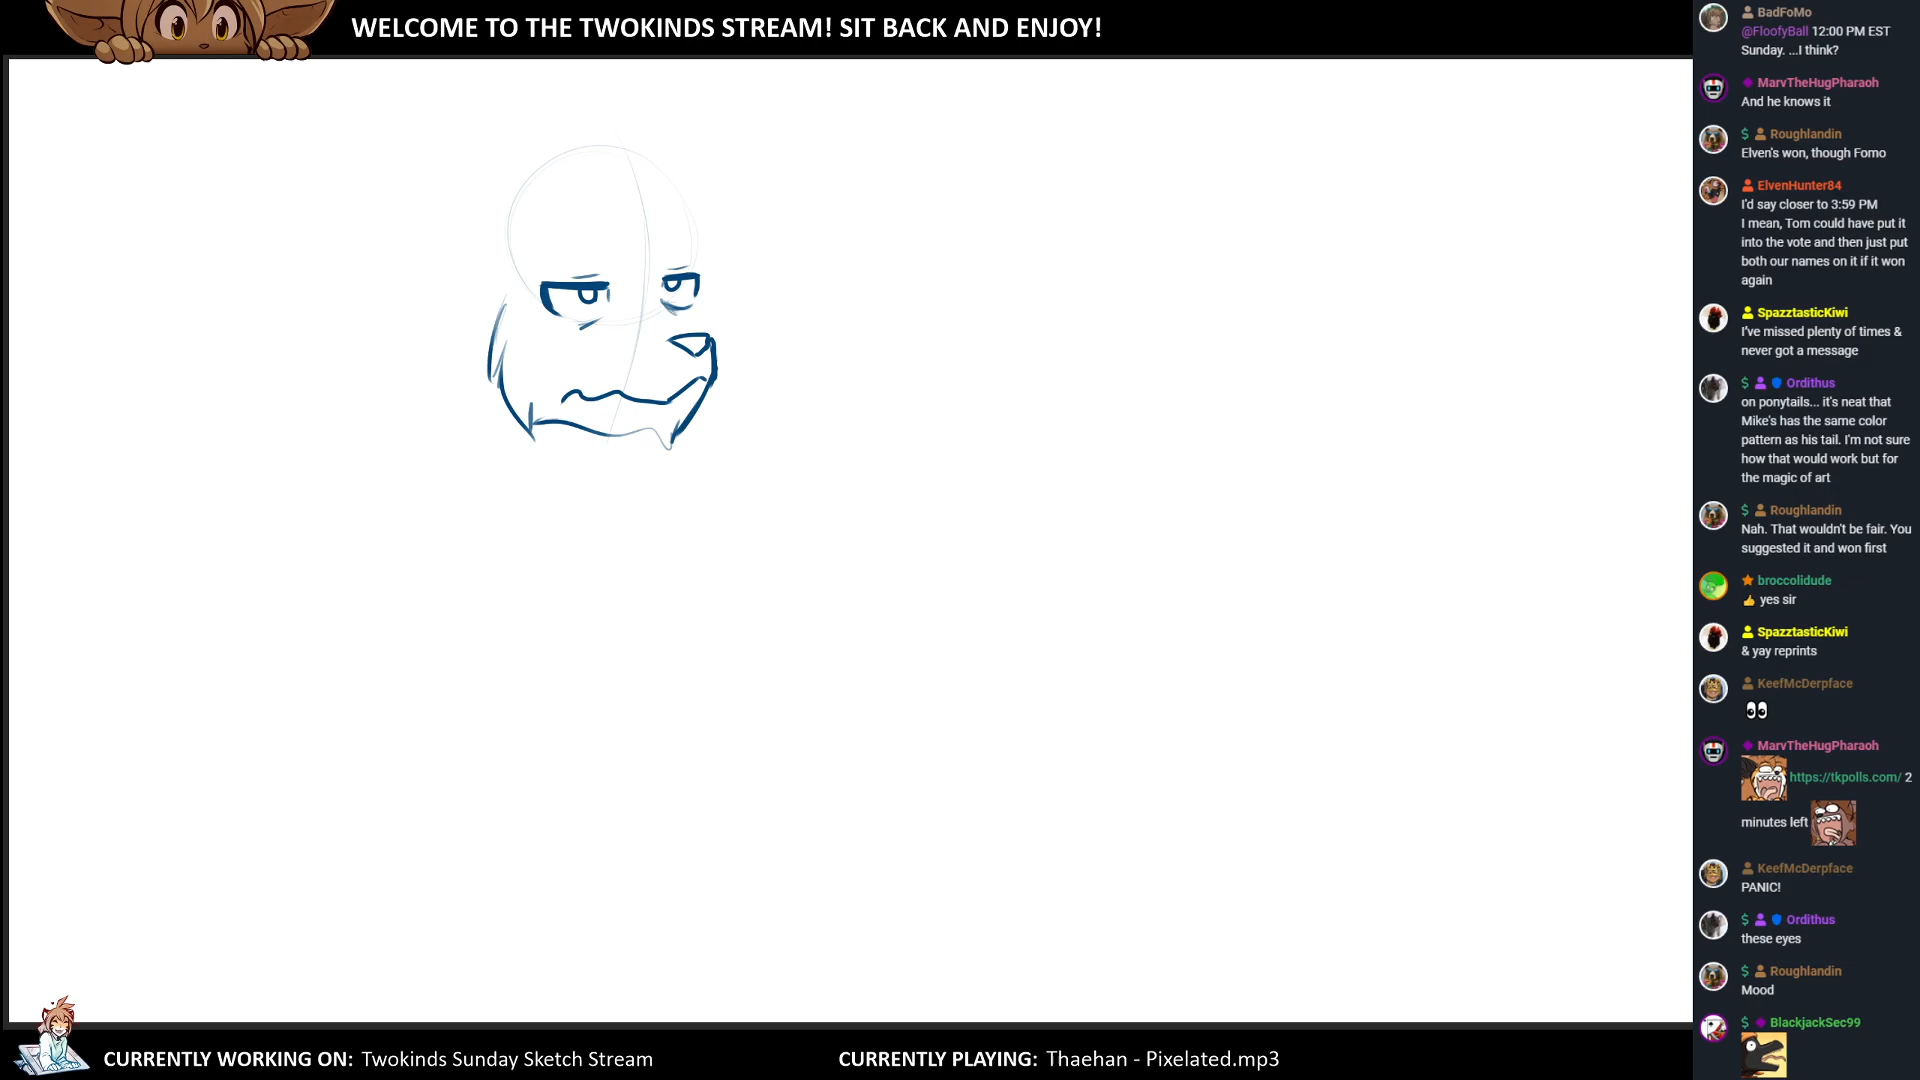 WELCOME TO THE TWOKINDS STREAM! SIT BACK AND ENJOY!
BadFoMo
@FloofyBall 12:00 PM EST
Sunday. ...I think?
MarvTheHugPharaoh
And he knows it
$ Roughlandin
Elven's won, though Fomo
ElvenHunter84
I'd say closer to 3:59 PM
I mean, Tom could have put it
into the vote and then just put
both our names on it if it won
again
SpazztasticKiwi
I've missed plenty of times &
never got a message
$ Ordithus
on ponytails... it's neat that
Mike's has the same color
pattern as his tail. I'm not sure
how that would work but for
the magic of art
$ Roughlandin
Nah. That wouldn't be fair. You
suggested it and won first
broccolidude
👍 yes sir
SpazztasticKiwi
& yay reprints
KeefMcDerpface
👀
MarvTheHugPharaoh
https://tkpolls.com/ 2
minutes left
KeefMcDerpface
PANIC!
$ Ordithus
these eyes
$ Roughlandin
Mood
$ BlackjackSec99
CURRENTLY WORKING ON: Twokinds Sunday Sketch Stream
CURRENTLY PLAYING: Thaehan - Pixelated.mp3